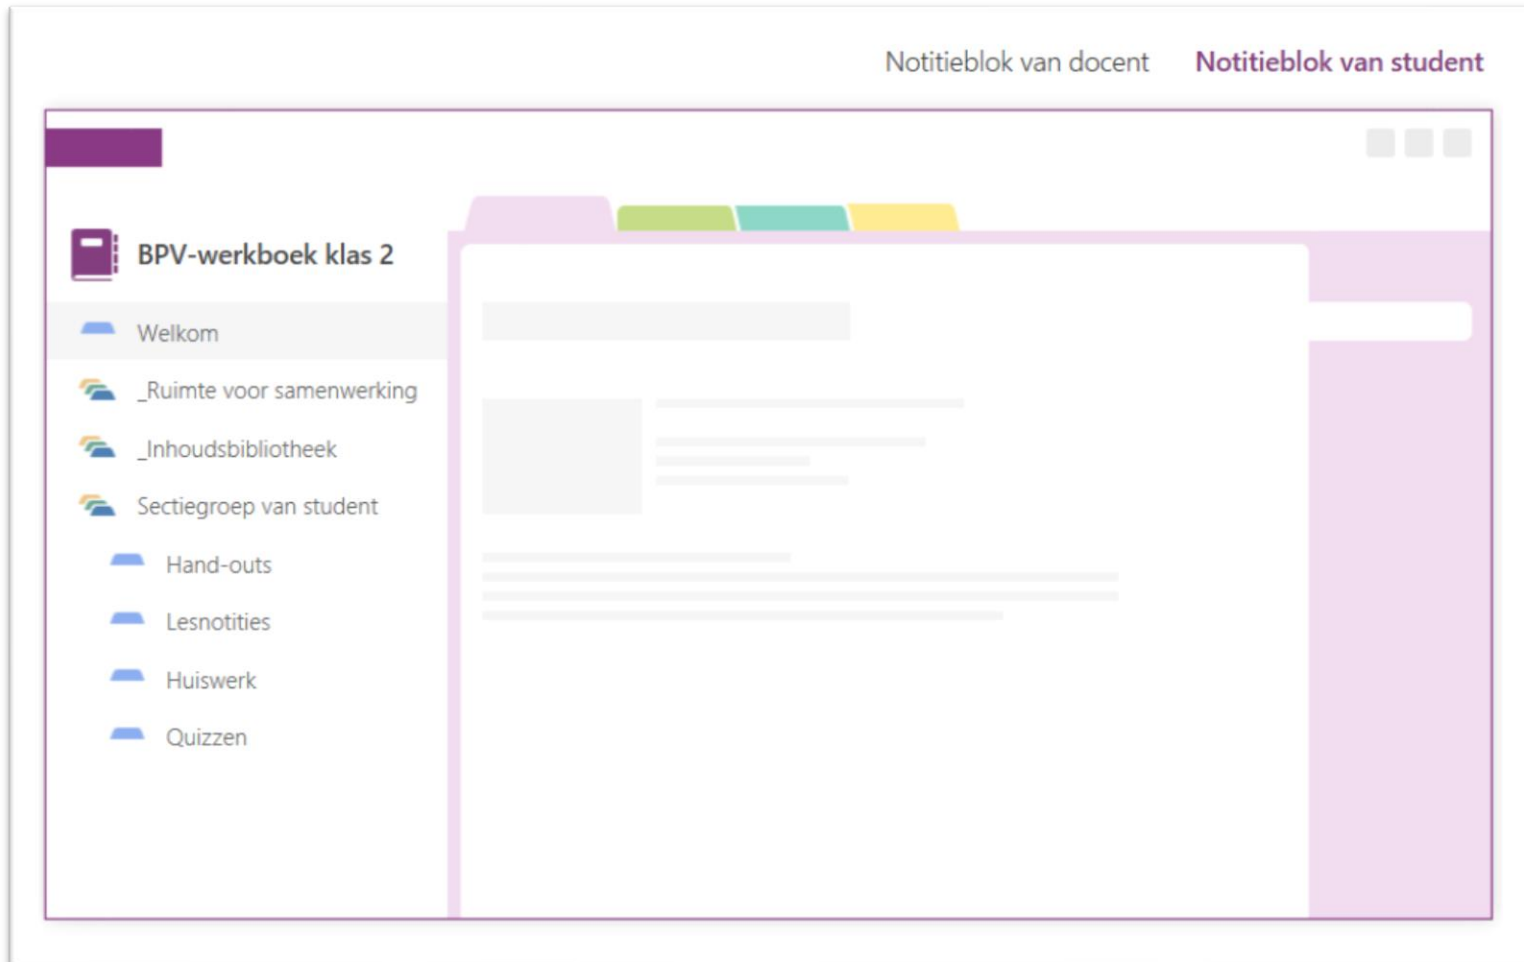 Notitieblok van docent Notitieblok van student
BPV-werkboek klas 2
Welkom
_Ruimte voor samenwerking
_Inhoudsbibliotheek
Sectiegroep van student
Hand-outs
Lesnotities
Huiswerk
Quizzen